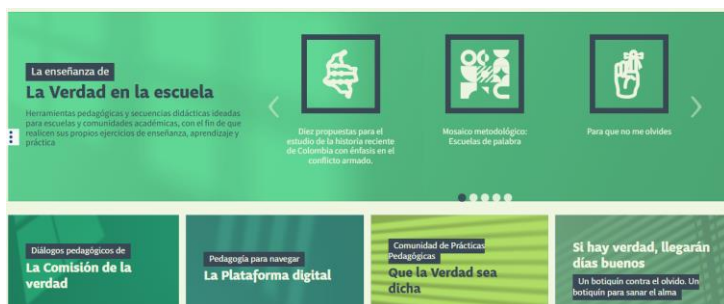 La enseñanza de
La Verdad en la escuela
Herramientas pedagógicas y secuencias didácticas ideadas
para escuelas y comunidades académicas, con el fin de que
realicen sus propios ejercicios de enseñanza, aprendizaje y
práctica
Diez propuestas para el
estudio de la historia reciente
de Colombia con énfasis en el
conflicto armado.
Mosaico metodológico:
Escuelas de palabra
Para que no me olvides
Diálogos pedagógicos de
La Comisión de la
verdad
Pedagogía para navegar
La Plataforma digital
Comunidad de Prácticas
Pedagógicas
Que la Verdad sea
dicha
Si hay verdad, llegarán
días buenos
Un botiquín contra el olvido. Un
botiquín para sanar el alma